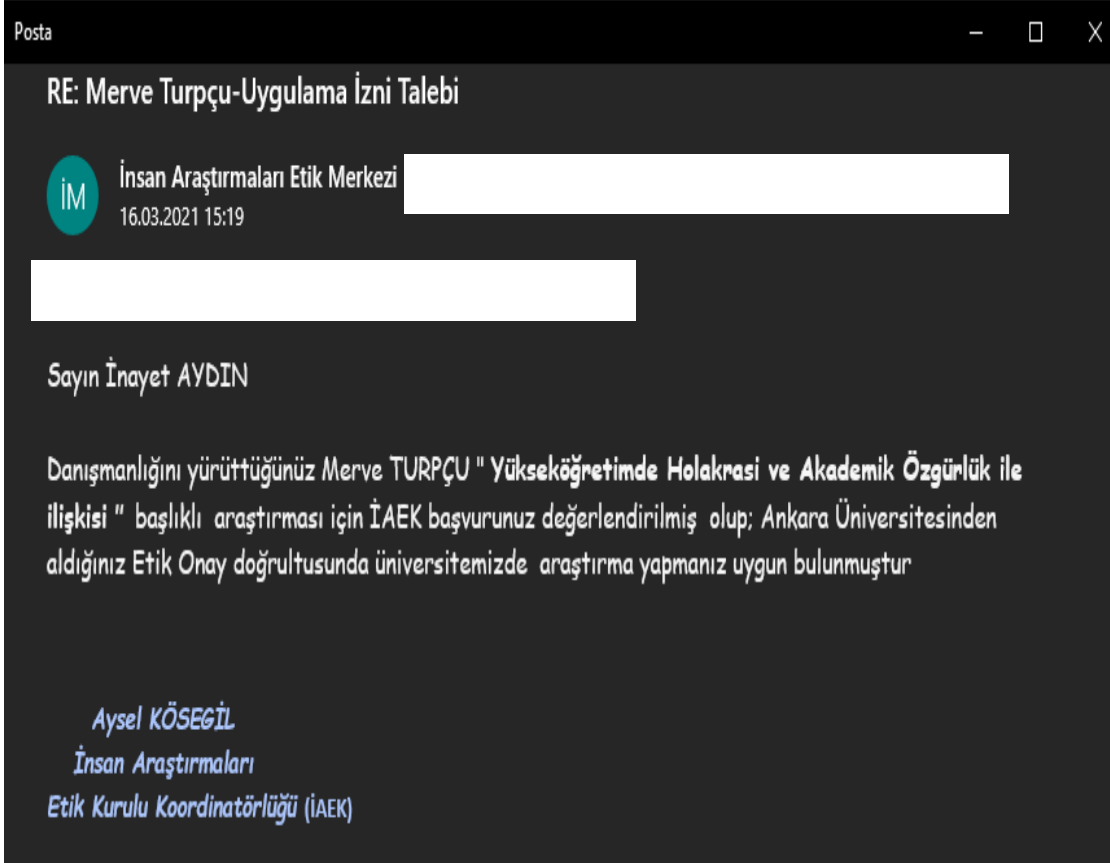 Posta
RE: Merve Turpçu-Uygulama İzni Talebi
İM
İnsan Araştırmaları Etik Merkezi
16.03.2021 15:19
Sayın İnayet AYDIN
Danışmanlığını yürüttüğünüz Merve TURPÇU " Yükseköğretimde Holakrasi ve Akademik Özgürlük ile
ilişkisi " başlıklı araştırması için İAEK başvurunuz değerlendirilmiş olup; Ankara Üniversitesinden
aldığınız Etik Onay doğrultusunda üniversitemizde araştırma yapmanız uygun bulunmuştur
Aysel KÖSEGİL
İnsan Araştırmaları
Etik Kurulu Koordinatörlüğü (İAEK)